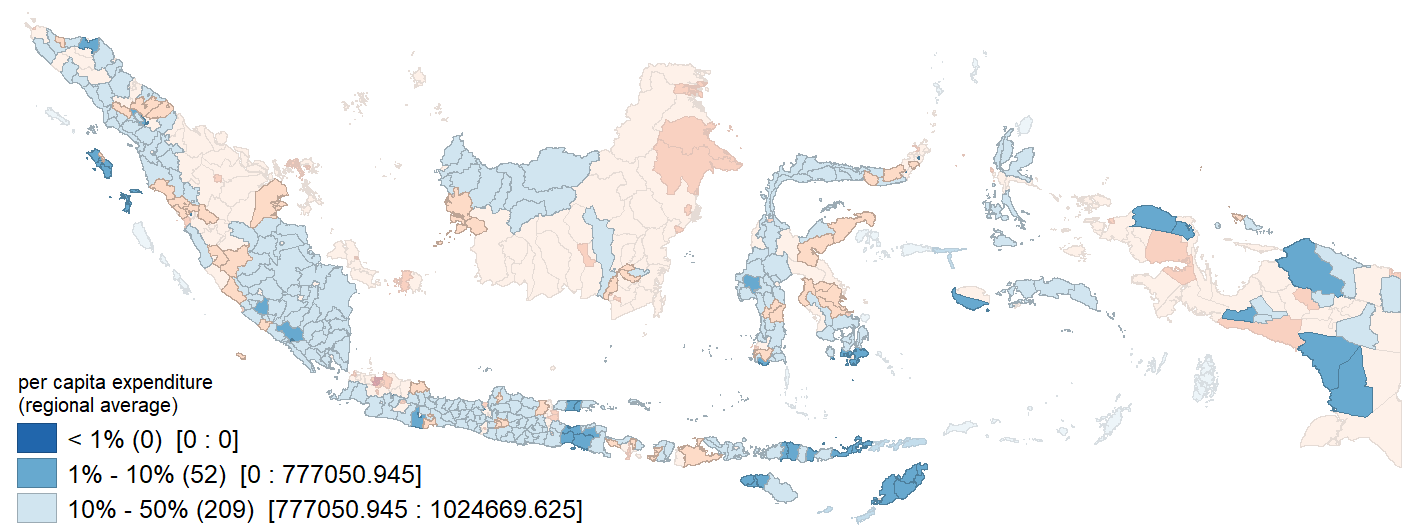 per capita expenditure
(regional average)
< 1% (0)  [0 : 0]
1% - 10% (52)  [0 : 777050.945]
10% - 50% (209)  [777050.945 : 1024669.625]